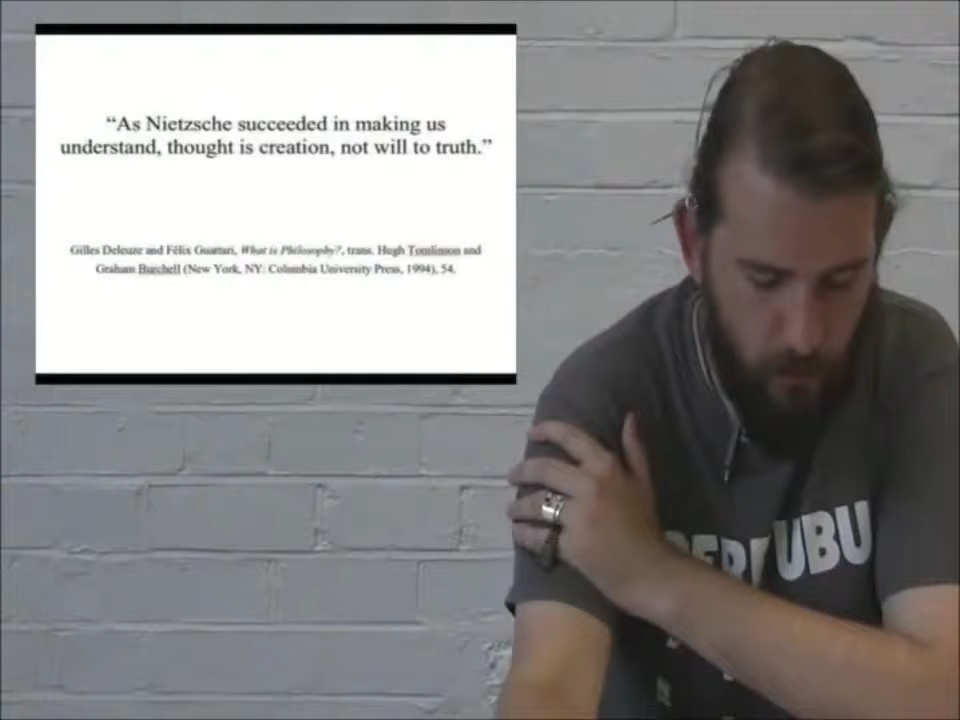 “As Nietzsche succeeded in making us
understand, thought is creation, not will to truth.”
Gilles Deleuze and Félix Guattari, What is Philosophy?, trans. Hugh Tomlinson and
Graham Burchell (New York, NY: Columbia University Press, 1994), 54.
UBU